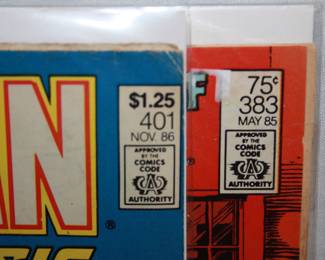 $1.25
401
NOV. 86
APPROVED
BY THE
COMICS
CODE
CA
AUTHORITY
AN
®
75¢
383
MAY 85
APPROVED
BY THE
COMICS
CODE
CA
AUTHORITY
F
®